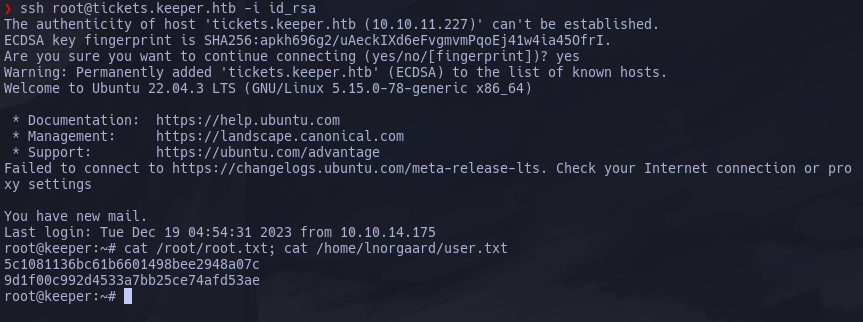 ❯ ssh root@tickets.keeper.htb -i id_rsa
The authenticity of host 'tickets.keeper.htb (10.10.11.227)' can't be established.
ECDSA key fingerprint is SHA256:apkh696g2/uAeckIXd6eFvgmvmPqoEj41w4ia45OfrI.
Are you sure you want to continue connecting (yes/no/[fingerprint])? yes
Warning: Permanently added 'tickets.keeper.htb' (ECDSA) to the list of known hosts.
Welcome to Ubuntu 22.04.3 LTS (GNU/Linux 5.15.0-78-generic x86_64)
* Documentation:  https://help.ubuntu.com
* Management:     https://landscape.canonical.com
* Support:        https://ubuntu.com/advantage
Failed to connect to https://changelogs.ubuntu.com/meta-release-lts. Check your Internet connection or pro
xy settings
You have new mail.
Last login: Tue Dec 19 04:54:31 2023 from 10.10.14.175
root@keeper:~# cat /root/root.txt; cat /home/lnorgaard/user.txt
5c1081136bc61b6601498bee2948a07c
9d1f00c992d4533a7bb25ce74afd53ae
root@keeper:~#